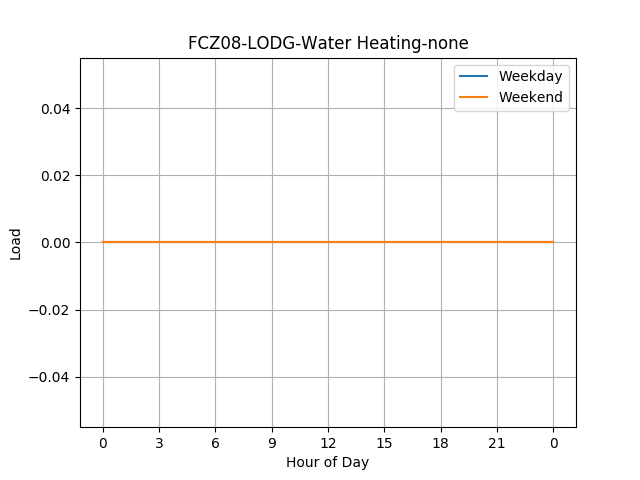 FCZ08-LODG-Water Heating-none
Weekday
Weekend
0.04
0.02
0.00
−0.02
−0.04
Load
0 3 6 9 12 15 18 21 0
Hour of Day